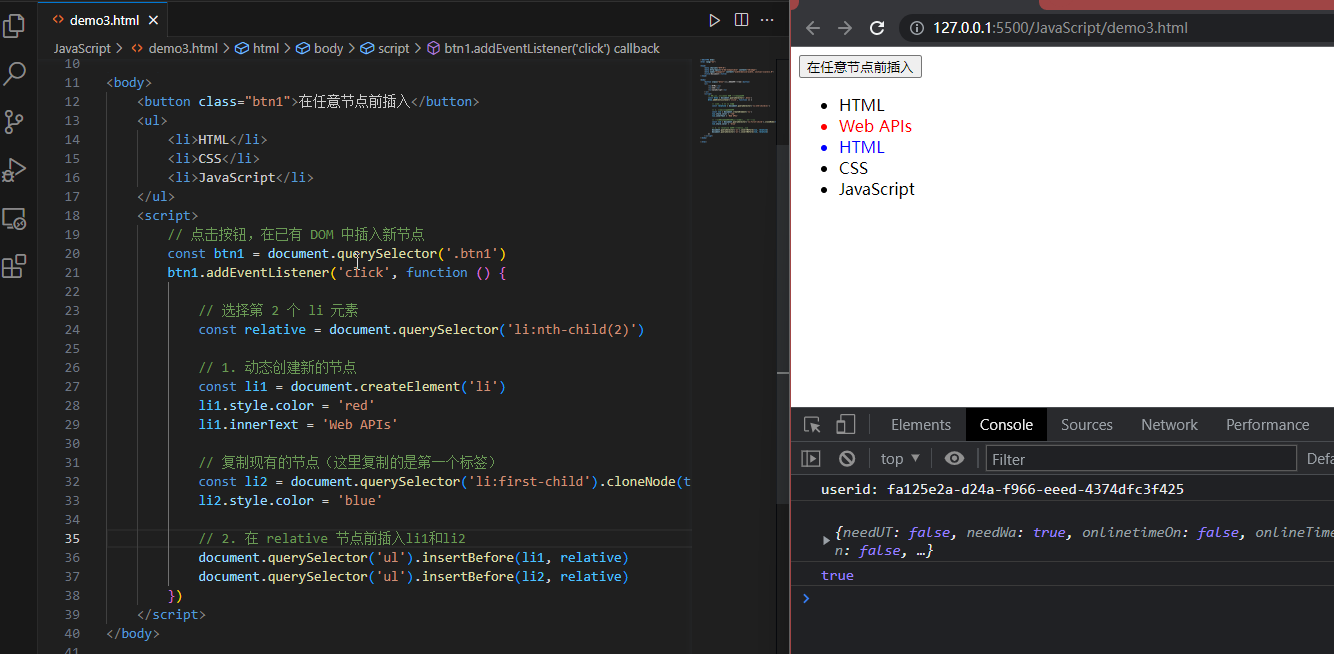 demo3.html
JavaScript > demo3.html > html > body > script > btn1.addEventListener('click') callback
10
11 <body>
12 <button class="btn1">在任意节点前插入</button>
13 <ul>
14 <li>HTML</li>
15 <li>CSS</li>
16 <li>JavaScript</li>
17 </ul>
18 <script>
19 // 点击按钮，在已有 DOM 中插入新节点
20 const btn1 = document.querySelector('.btn1')
21 btn1.addEventListener('click', function () {
22
23 // 选择第 2 个 li 元素
24 const relative = document.querySelector('li:nth-child(2)')
25
26 // 1. 动态创建新的节点
27 const li1 = document.createElement('li')
28 li1.style.color = 'red'
29 li1.innerText = 'Web APIs'
30
31 // 复制现有的节点（这里复制的是第一个标签）
32 const li2 = document.querySelector('li:first-child').cloneNode(t
33 li2.style.color = 'blue'
34
35 // 2. 在 relative 节点前插入li1和li2
36 document.querySelector('ul').insertBefore(li1, relative)
37 document.querySelector('ul').insertBefore(li2, relative)
38 })
39 </script>
40 </body>
41
127.0.0.1:5500/JavaScript/demo3.html
在任意节点前插入
HTML
Web APIs
HTML
CSS
JavaScript
Elements Console Sources Network Performance
top Filter Defa
userid: fa125e2a-d24a-f966-eeed-4374dfc3f425
{needUT: false, needWa: true, onlinetimeOn: false, onlineTime
n: false, …}
true